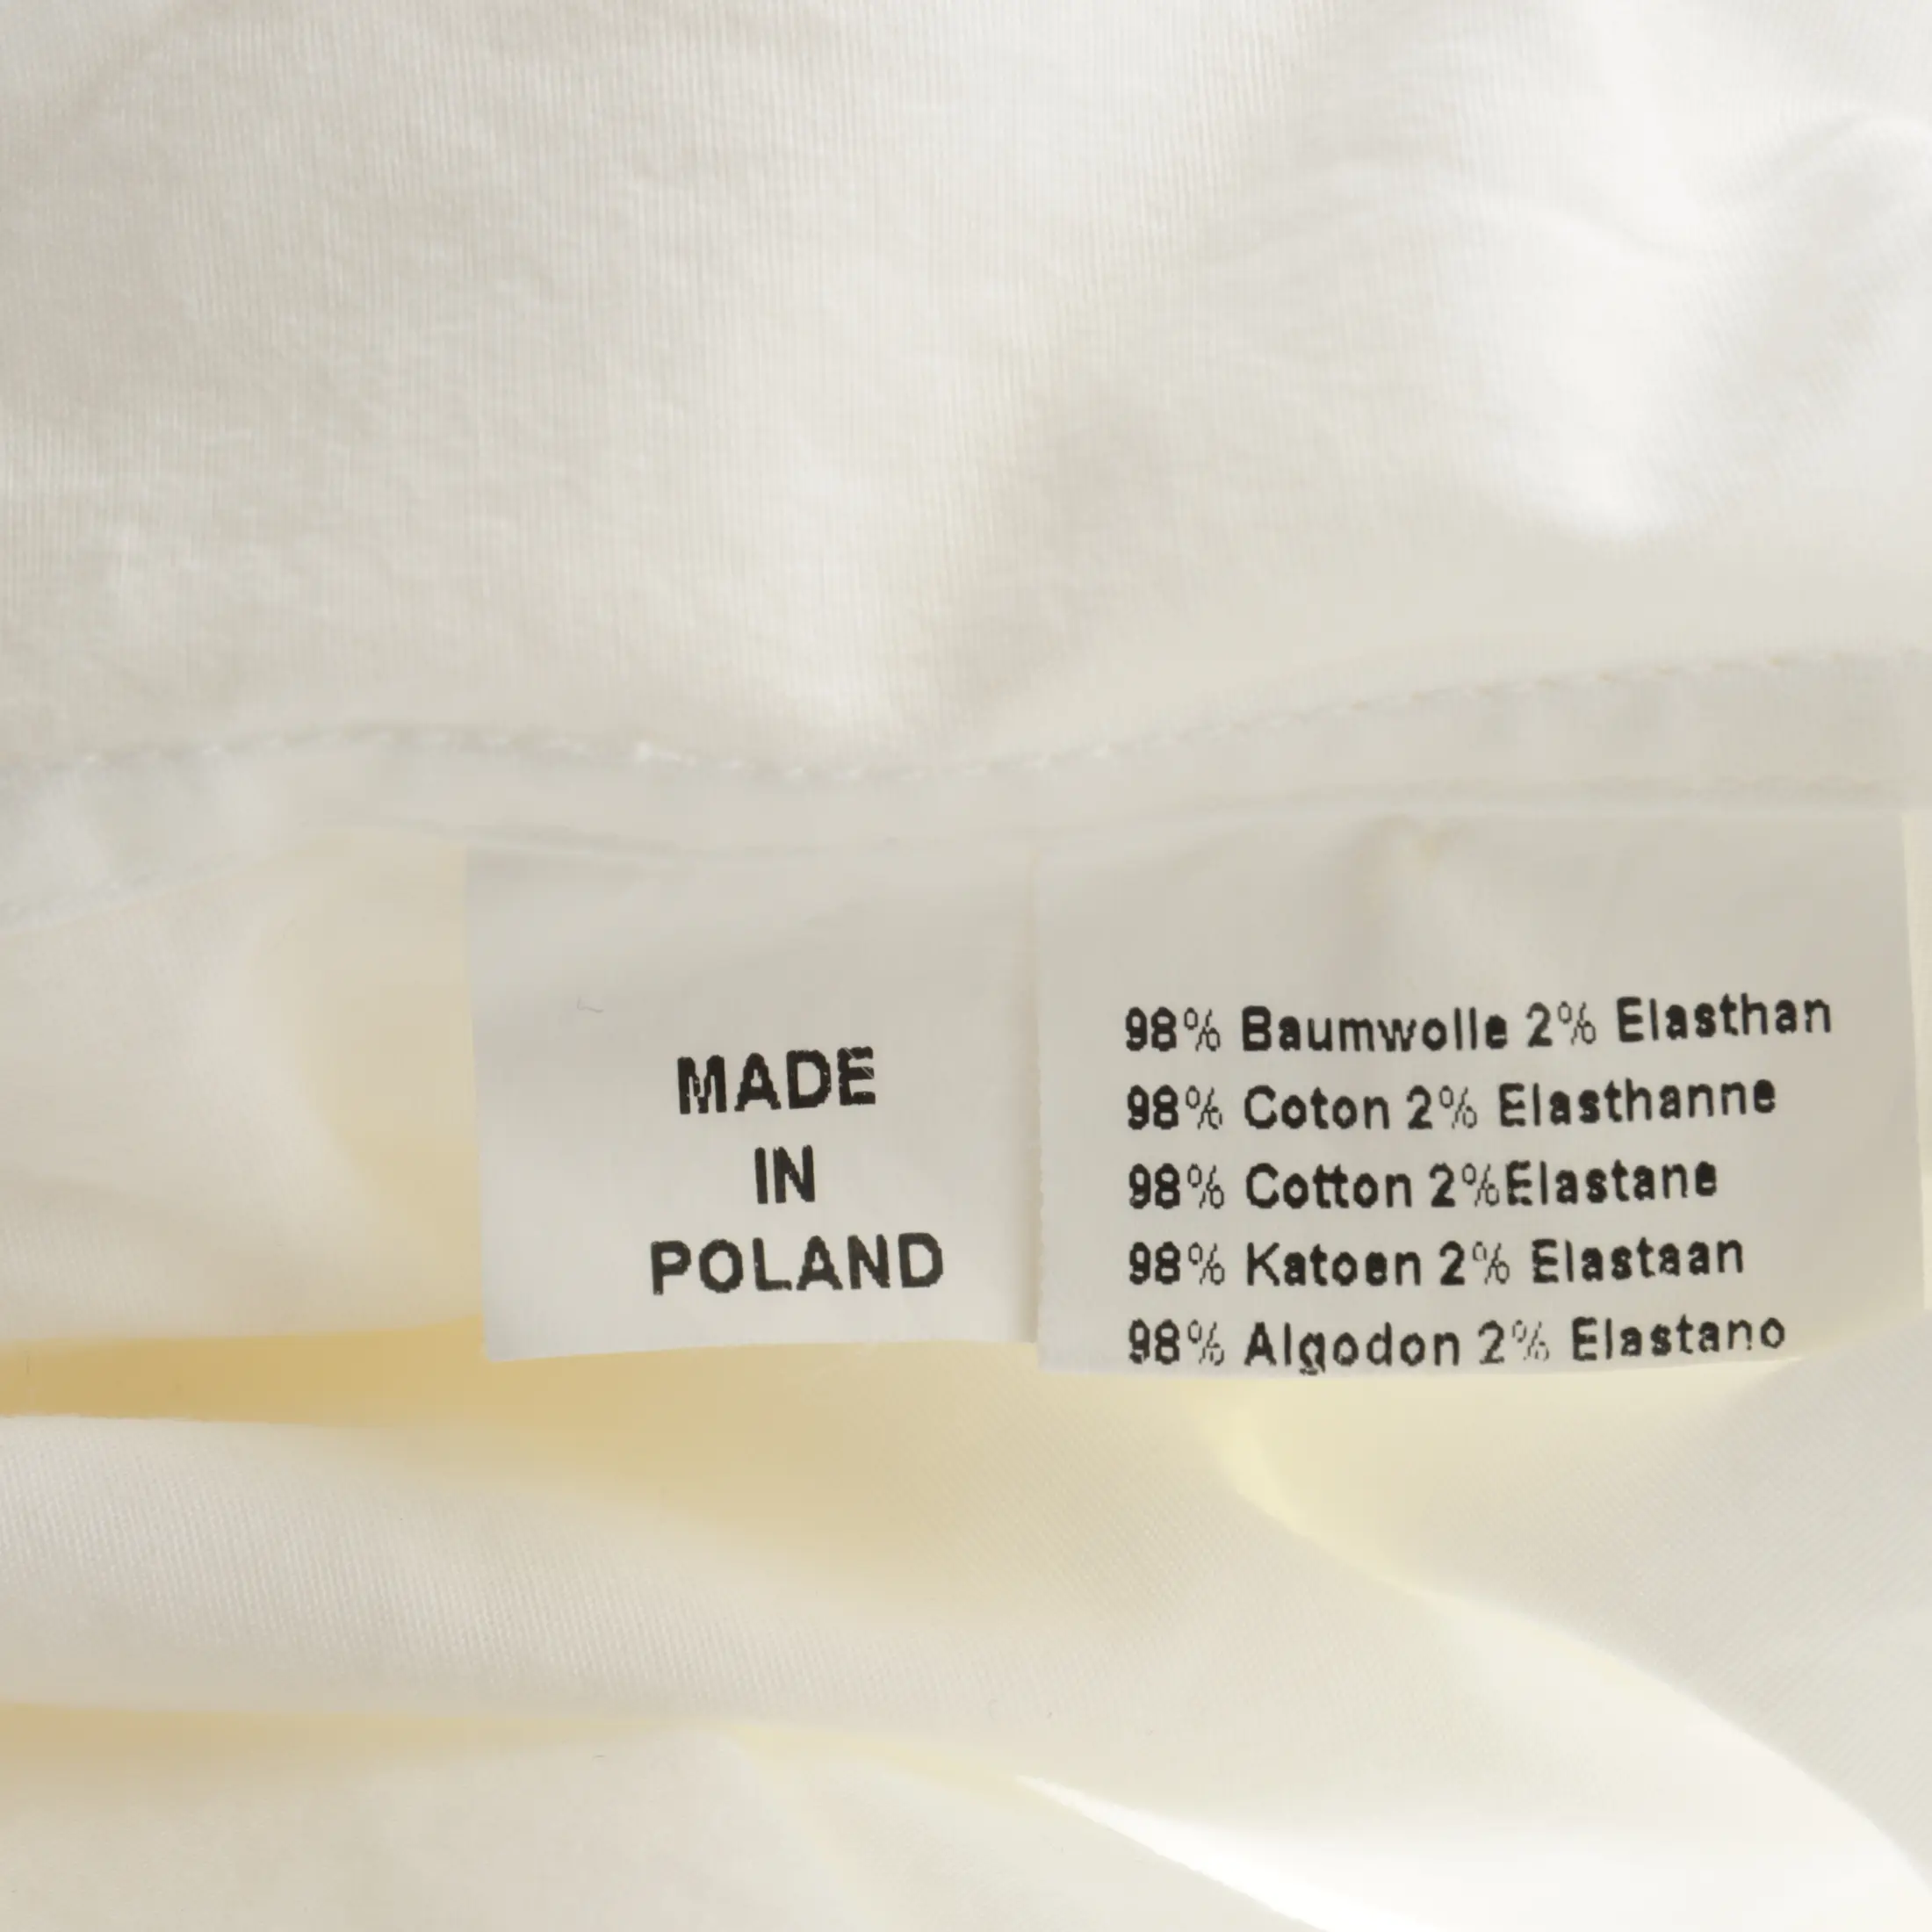 MADE
IN
POLAND
98% Baumwolle 2% Elasthan
98% Coton 2% Elasthanne
98% Cotton 2%Elastane
98% Katoen 2% Elastaan
98% Algodon 2% Elastano